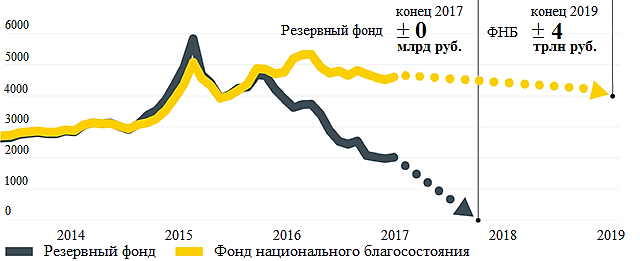 конец 2017
конец 2019
Резервный фонд ± 0
млрд руб.
ФНБ ± 4
трлн руб.
6000
5000
4000
3000
2000
1000
0
2014 2015 2016 2017 2018 2019
Резервный фонд Фонд национального благосостояния